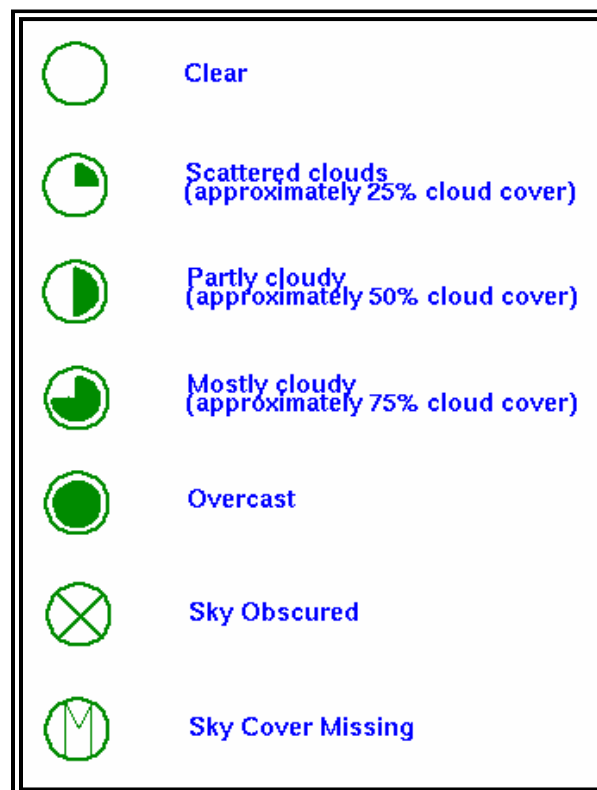 Clear
Scattered clouds
(approximately 25% cloud cover)
Partly cloudy
(approximately 50% cloud cover)
Mostly cloudy
(approximately 75% cloud cover)
Overcast
Sky Obscured
M
Sky Cover Missing